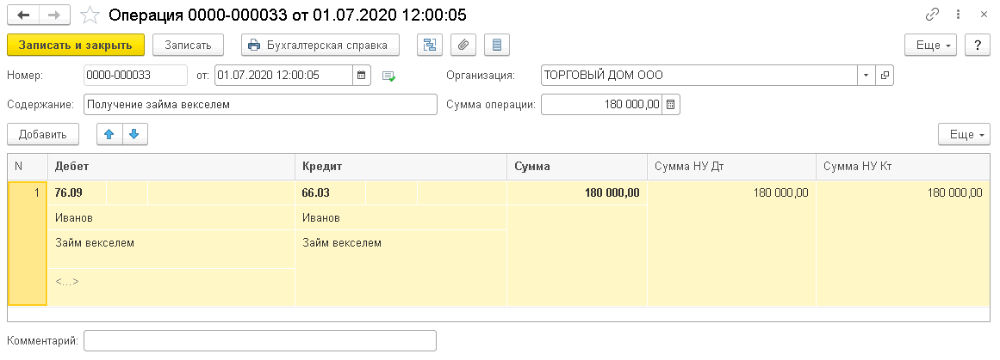 Операция 0000-000033 от 01.07.2020 12:00:05
Записать и закрыть Записать Бухгалтерская справка Еще ?
Номер: 0000-000033 от: 01.07.2020 12:00:05 Организация: ТОРГОВЫЙ ДОМ ООО
Содержание: Получение займа векселем Сумма операции: 180 000,00
Добавить Еще
N Дебет Кредит Сумма Сумма НУ Дт Сумма НУ Кт
1 76.09 66.03 180 000,00 180 000,00 180 000,00
Иванов Иванов
Займ векселем Займ векселем
<...>
Комментарий: